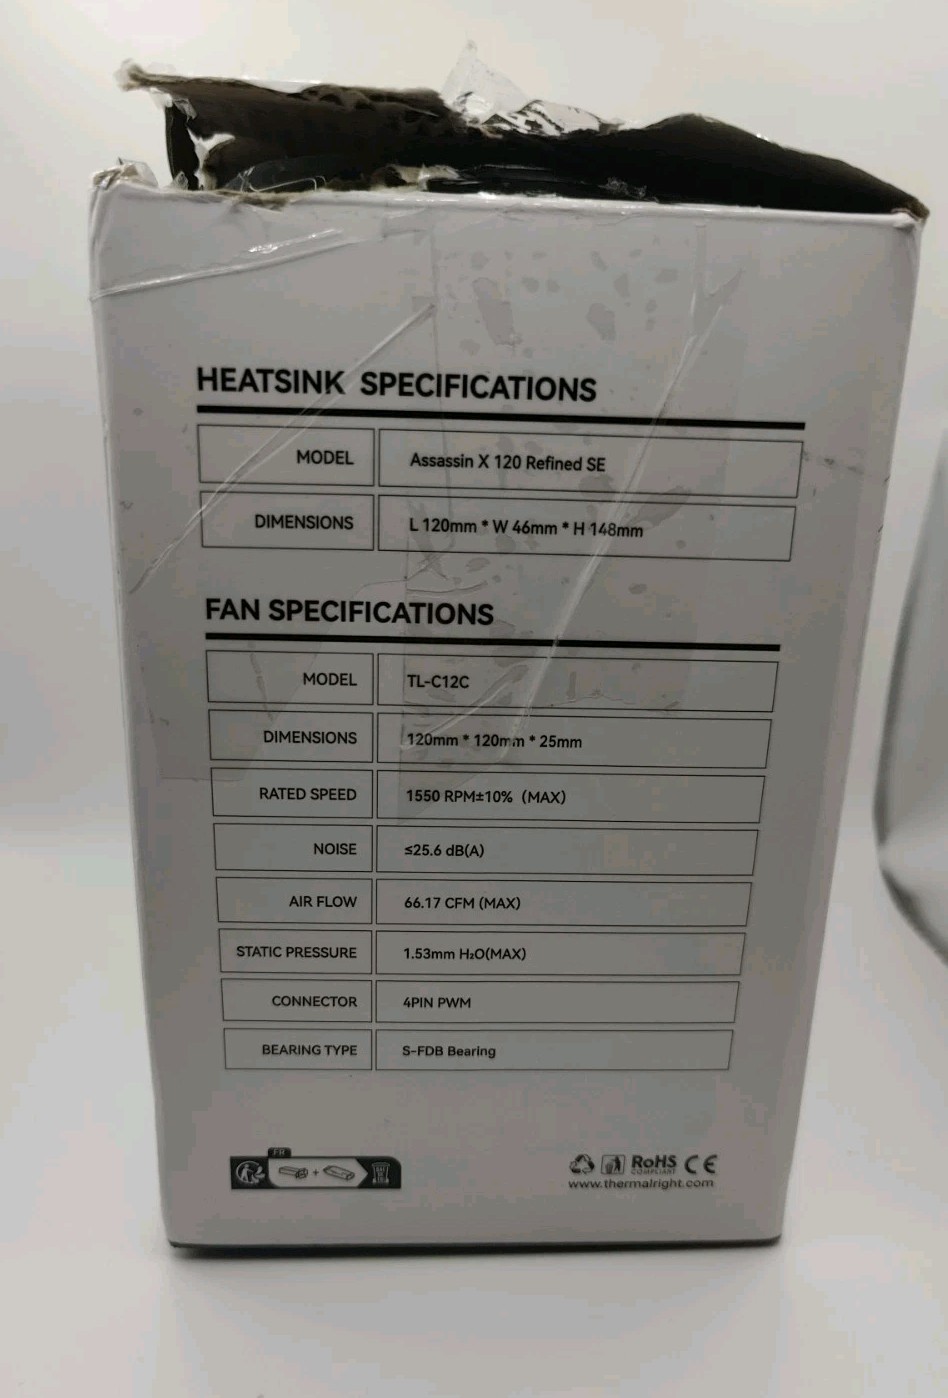 HEATSINK SPECIFICATIONS
MODEL Assassin X 120 Refined SE
DIMENSIONS L 120mm * W 46mm * H 148mm
FAN SPECIFICATIONS
MODEL TL-C12C
DIMENSIONS 120mm * 120mm * 25mm
RATED SPEED 1550 RPM±10% (MAX)
NOISE ≤25.6 dB(A)
AIR FLOW 66.17 CFM (MAX)
STATIC PRESSURE 1.53mm H₂O(MAX)
CONNECTOR 4PIN PWM
BEARING TYPE S-FDB Bearing
FR
+
RoHS
COMPLIANT
CE
www.thermalright.com